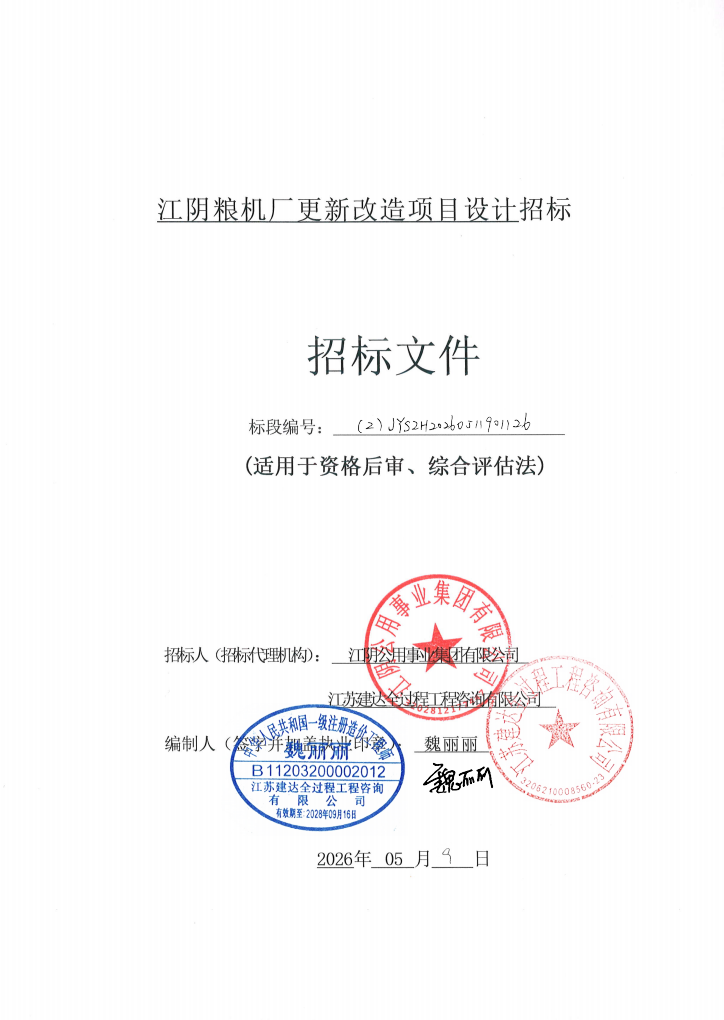 江阴粮机厂更新改造项目设计招标
招标文件
标段编号：(2)JYSZH20260511901126
(适用于资格后审、综合评估法)
招标人（招标代理机构）：江阴公用事业集团有限公司
江苏建达全过程工程咨询有限公司
编制人（签字并加盖执业印章）：魏丽丽
魏丽丽
2026年 05 月 9 日
江阴公用事业集团有限公司
江苏建达全过程工程咨询有限公司
3208210008560-23
中华人民共和国一级注册造价工程师
魏丽丽
B11203200002012
江苏建达全过程工程咨询
有限公司
有效期至: 2028年09月16日